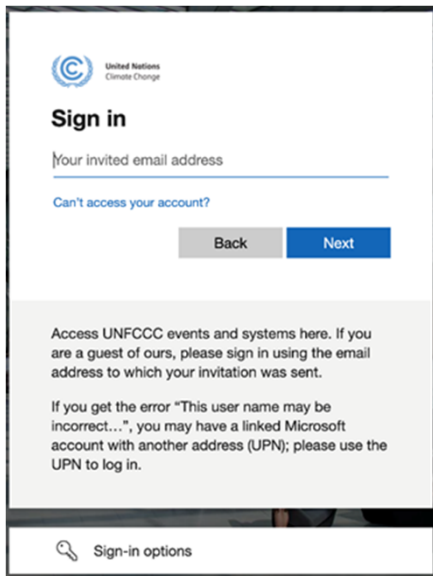 United Nations
Climate Change
Sign in
Your invited email address
Can't access your account?
Back
Next
Access UNFCCC events and systems here. If you
are a guest of ours, please sign in using the email
address to which your invitation was sent.
If you get the error “This user name may be
incorrect...”, you may have a linked Microsoft
account with another address (UPN); please use the
UPN to log in.
Sign-in options